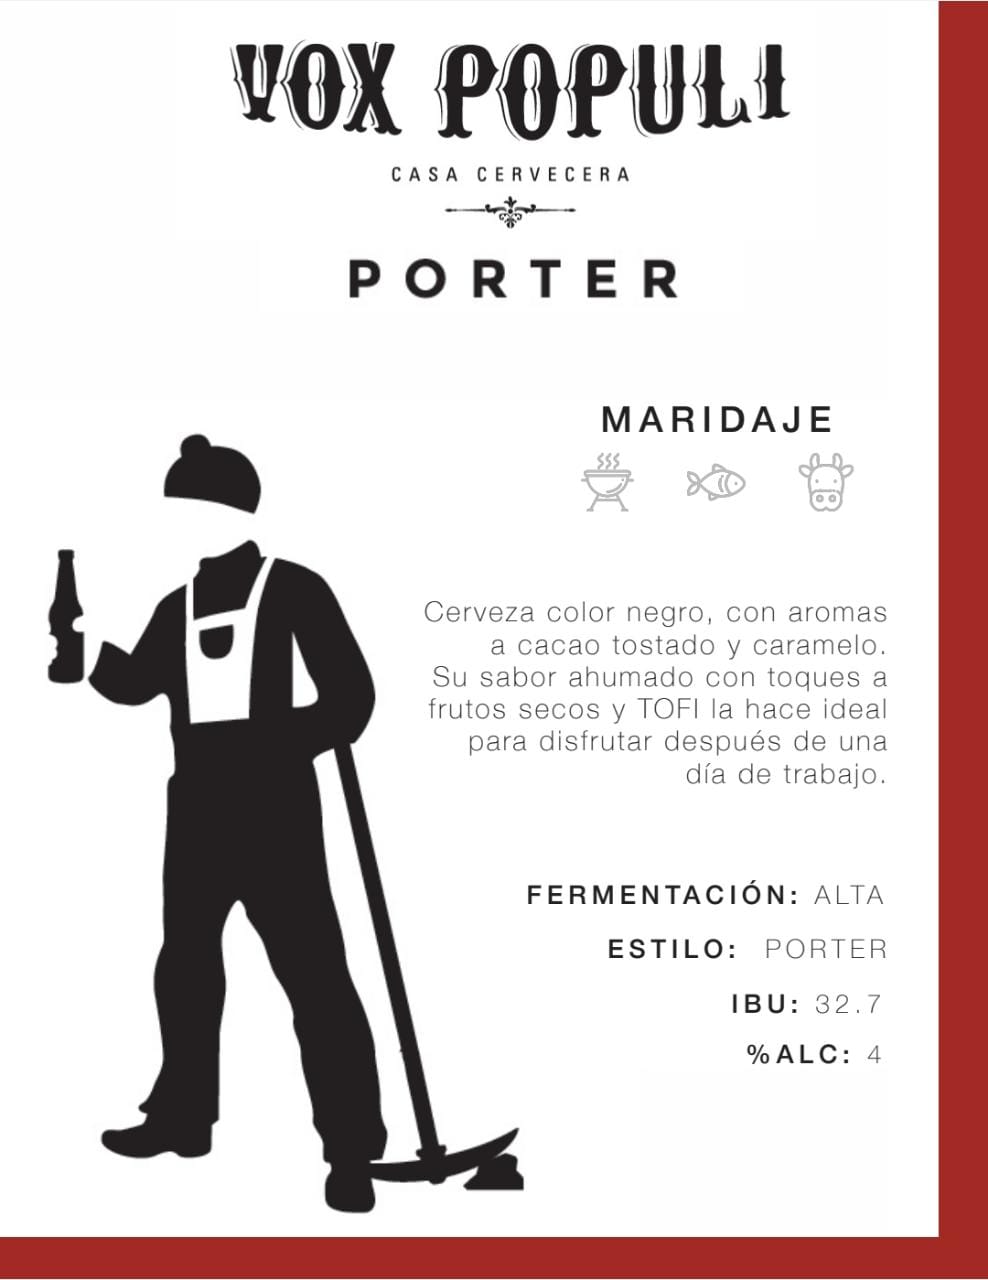 VOX POPULI
CASA CERVECERA
PORTER
MARIDAJE
Cerveza color negro, con aromas
a cacao tostado y caramelo.
Su sabor ahumado con toques a
frutos secos y TOFI la hace ideal
para disfrutar después de una
día de trabajo.
FERMENTACIÓN: ALTA
ESTILO: PORTER
IBU: 32.7
%ALC: 4